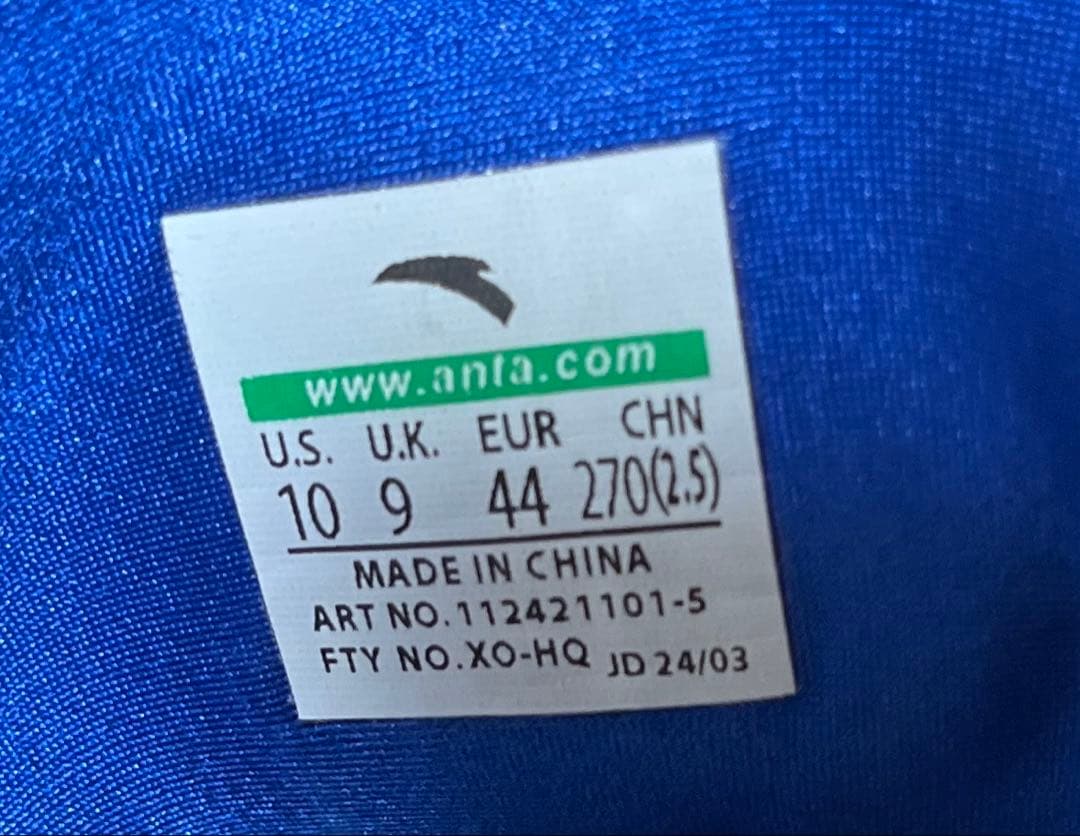 www.anta.com
U.S. U.K. EUR CHN
10 9 44 270(2.5)
MADE IN CHINA
ART NO.112421101-5
FTY NO.XO-HQ JD 24/03